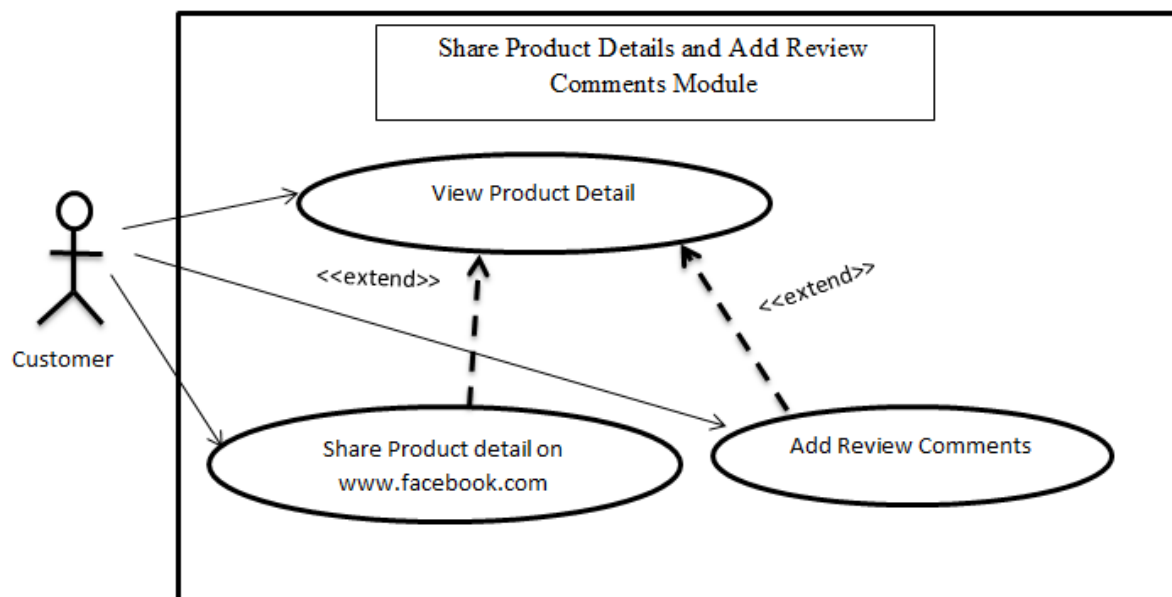 Share Product Details and Add Review
Comments Module
View Product Detail
<<extend>>
<<extend>>
Customer
Share Product detail on
www.facebook.com
Add Review Comments